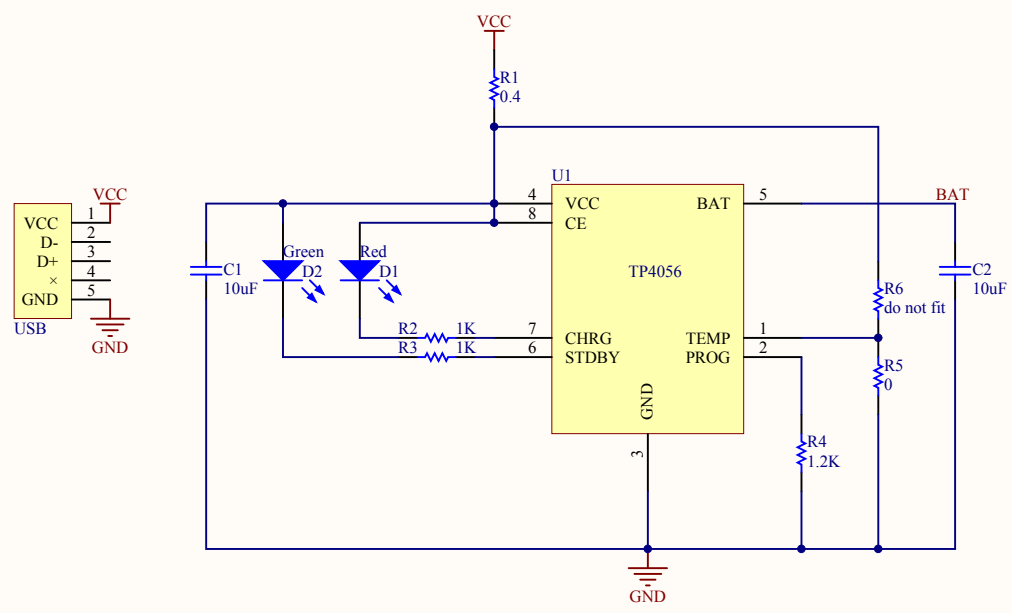 VCC
R1
0.4
U1
4
VCC
8
CE
BAT
5
BAT
VCC
1
VCC
2
D-
3
D+
4
×
5
GND
USB
GND
C1
10uF
Green
D2
Red
D1
TP4056
C2
10uF
R6
do not fit
R2
1K
R3
1K
7
CHRG
6
STDBY
TEMP
1
PROG
2
R5
0
GND
3
R4
1.2K
GND